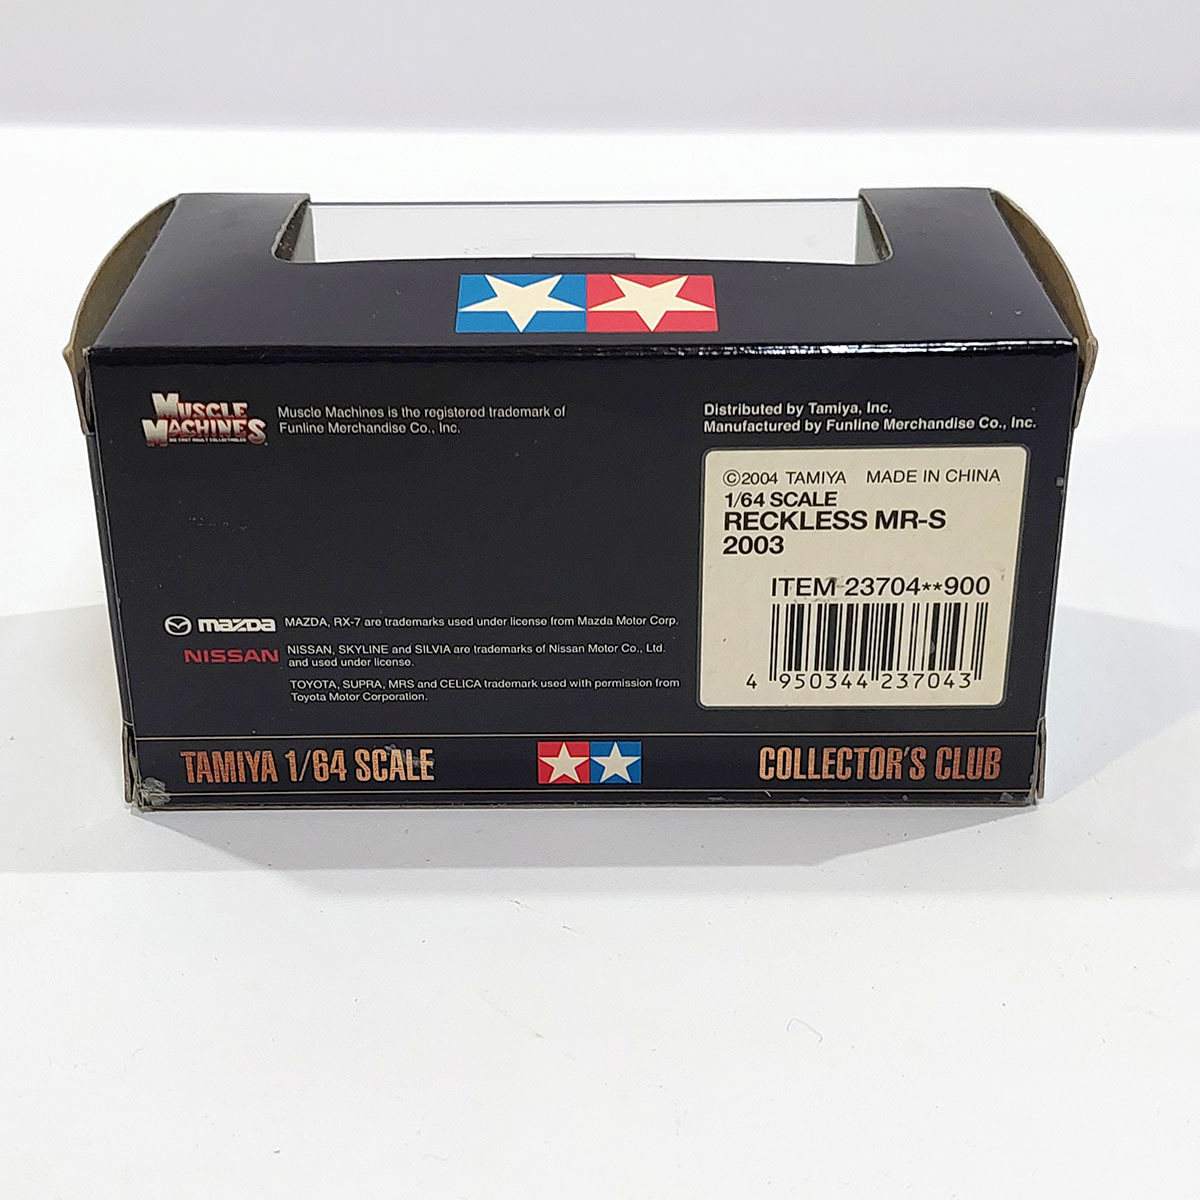 MUSCLE
MACHINES
DIE CAST ADULT COLLECTIBLES
Muscle Machines is the registered trademark of
Funline Merchandise Co., Inc.
Distributed by Tamiya, Inc.
Manufactured by Funline Merchandise Co., Inc.
©2004 TAMIYA MADE IN CHINA
1/64 SCALE
RECKLESS MR-S
2003
ITEM 23704**900
4 950344 237043
mazda MAZDA, RX-7 are trademarks used under license from Mazda Motor Corp.
NISSAN NISSAN, SKYLINE and SILVIA are trademarks of Nissan Motor Co., Ltd.
and used under license.
TOYOTA, SUPRA, MRS and CELICA trademark used with permission from
Toyota Motor Corporation.
TAMIYA 1/64 SCALE
COLLECTOR'S CLUB